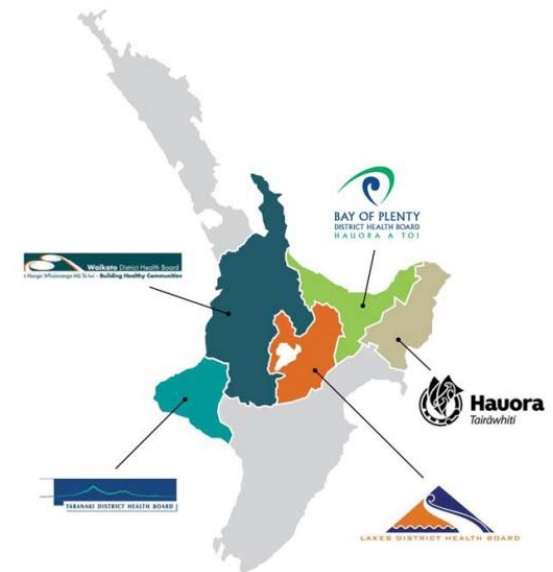 BAY OF PLENTY
DISTRICT HEALTH BOARD
HAUORA A TOI
Waikato District Health Board
Building Healthy Communities
Hauora
Tairāwhiti
TARANAKI DISTRICT HEALTH BOARD
LAKES DISTRICT HEALTH BOARD